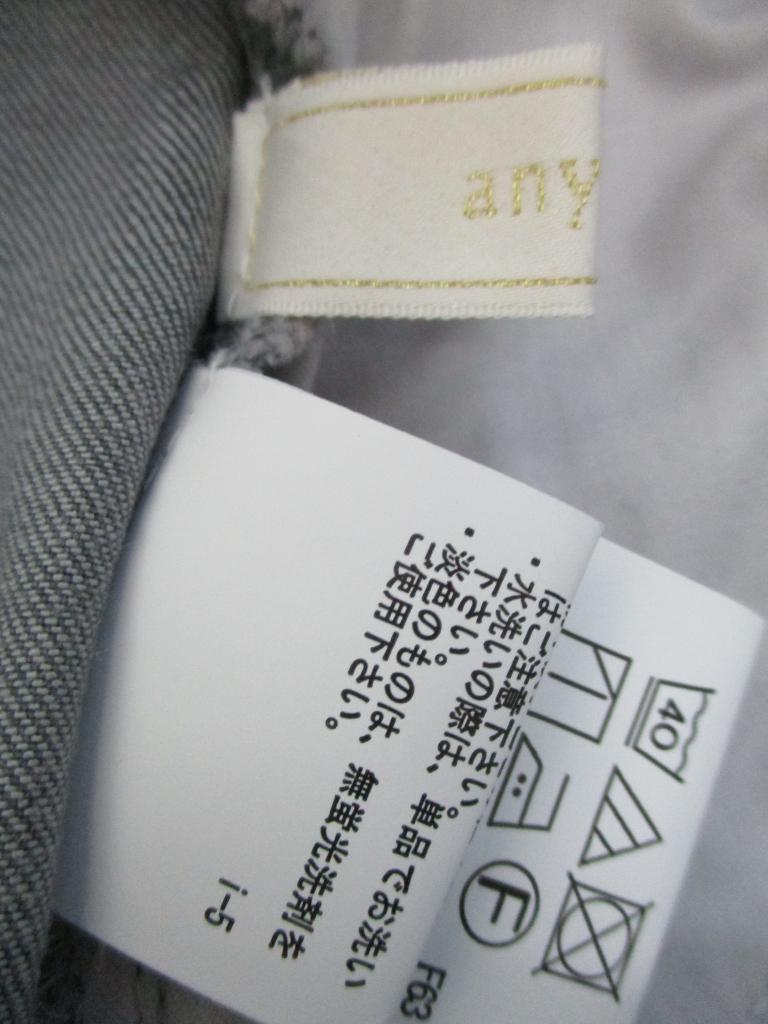 any
40
F
F63
はご注意下さい。
・水洗いの際は、単品でお洗い
下さい。
・淡色のものは、無蛍光洗剤を
ご使用下さい。
i-5